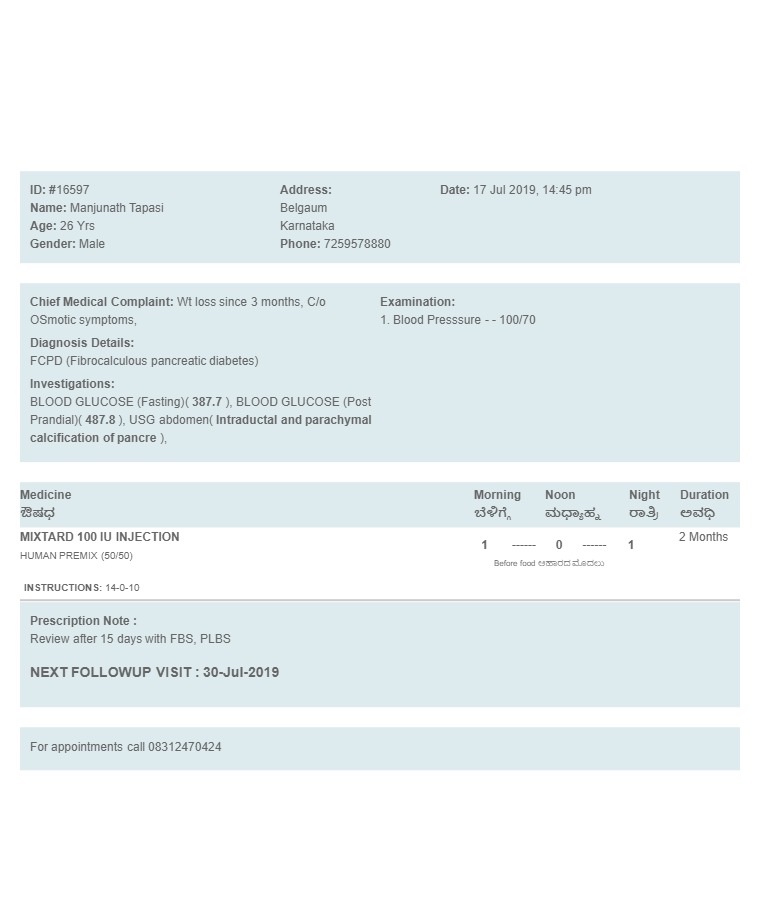 ID: #16597
Name: Manjunath Tapasi
Age: 26 Yrs
Gender: Male
Address:
Belgaum
Karnataka
Phone: 7259578880
Date: 17 Jul 2019, 14:45 pm
Chief Medical Complaint: Wt loss since 3 months, C/o
OSmotic symptoms,
Diagnosis Details:
FCPD (Fibrocalculous pancreatic diabetes)
Investigations:
BLOOD GLUCOSE (Fasting)( 387.7 ), BLOOD GLUCOSE (Post
Prandial)( 487.8 ), USG abdomen( Intraductal and parachymal
calcification of pancre ),
Examination:
1. Blood Presssure - - 100/70
Medicine Morning Noon Night Duration
ಔಷಧ ಬೆಳಿಗ್ಗೆ ಮಧ್ಯಾಹ್ನ ರಾತ್ರಿ ಅವಧಿ
MIXTARD 100 IU INJECTION 2 Months
1 ------ 0 ------ 1
HUMAN PREMIX (50/50)
Before food ಆಹಾರದ ಮೊದಲು
INSTRUCTIONS: 14-0-10
Prescription Note :
Review after 15 days with FBS, PLBS
NEXT FOLLOWUP VISIT : 30-Jul-2019
For appointments call 08312470424